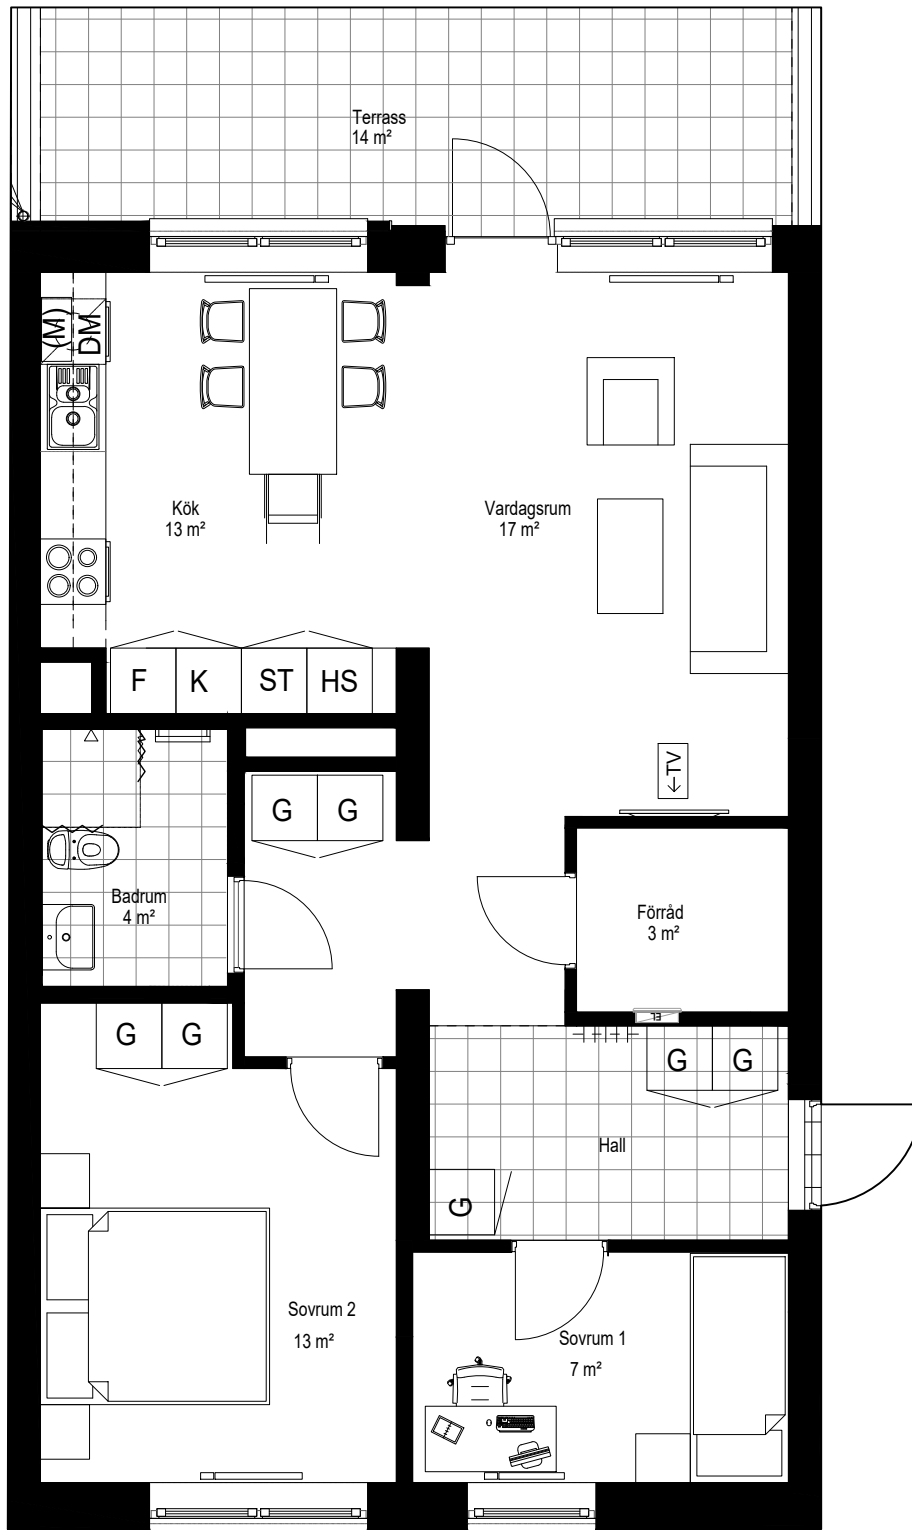 Terrass
14 m²
(M)
DM
Kök
13 m²
Vardagsrum
17 m²
F
K
ST
HS
←TV
G
G
Badrum
4 m²
Förråd
3 m²
EL
G
G
G
G
Hall
G
Sovrum 2
13 m²
Sovrum 1
7 m²